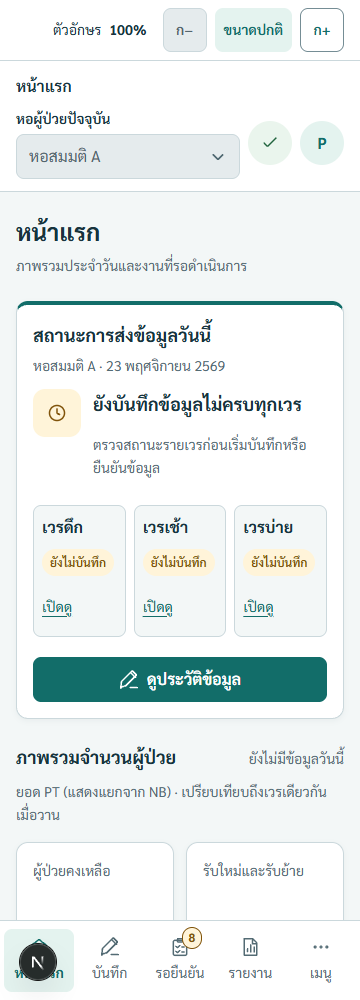 ตัวอักษร 100% ก− ขนาดปกติ ก+
หน้าแรก
หอผู้ป่วยปัจจุบัน
หอสมมติ A
P
หน้าแรก
ภาพรวมประจำวันและงานที่รอดำเนินการ
สถานะการส่งข้อมูลวันนี้
หอสมมติ A · 23 พฤศจิกายน 2569
ยังบันทึกข้อมูลไม่ครบทุกเวร
ตรวจสถานะรายเวรก่อนเริ่มบันทึกหรือ
ยืนยันข้อมูล
เวรดึก เวรเช้า เวรบ่าย
ยังไม่บันทึก ยังไม่บันทึก ยังไม่บันทึก
เปิดดู เปิดดู เปิดดู
ดูประวัติข้อมูล
ภาพรวมจำนวนผู้ป่วย ยังไม่มีข้อมูลวันนี้
ยอด PT (แสดงแยกจาก NB) · เปรียบเทียบถึงเวรเดียวกัน
เมื่อวาน
ผู้ป่วยคงเหลือ รับใหม่และรับย้าย
8
N
บันทึก รอยืนยัน รายงาน เมนู